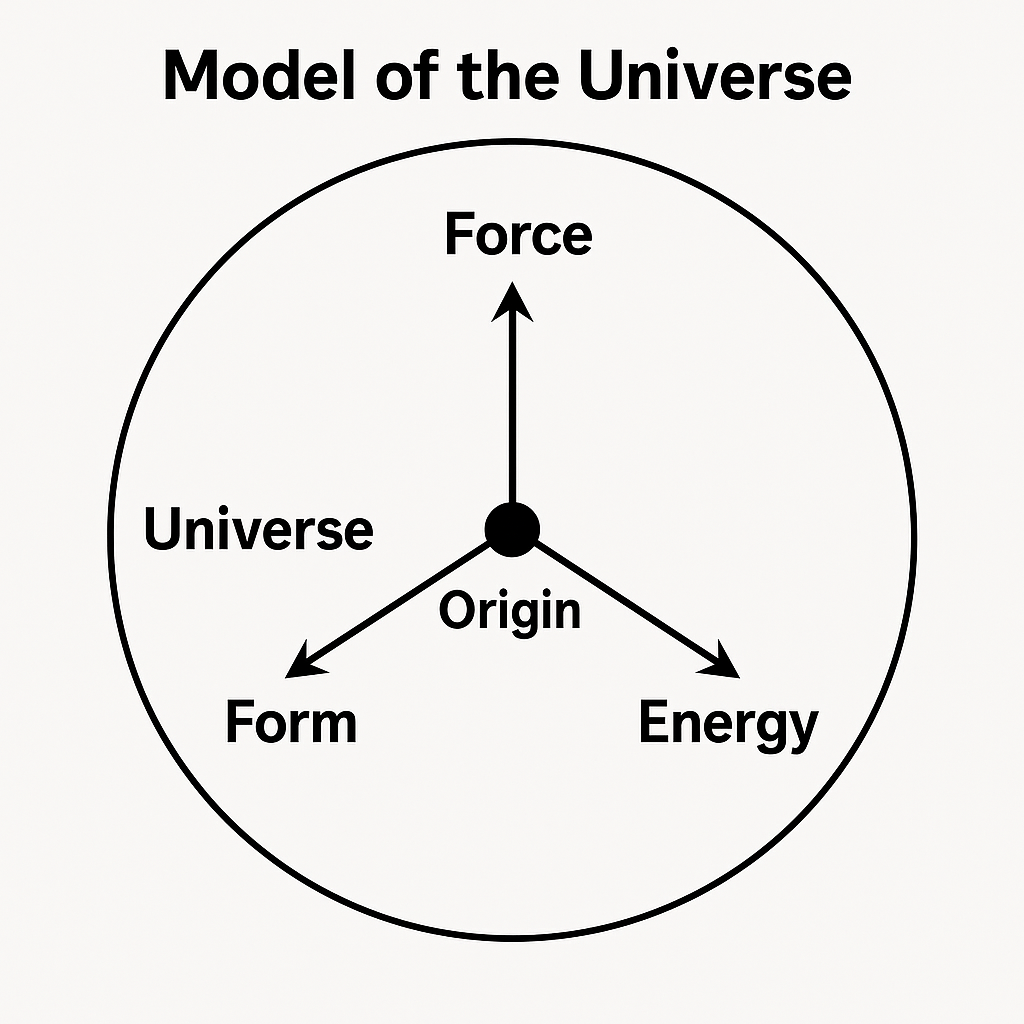 Model of the Universe
Force
Universe
Origin
Form
Energy